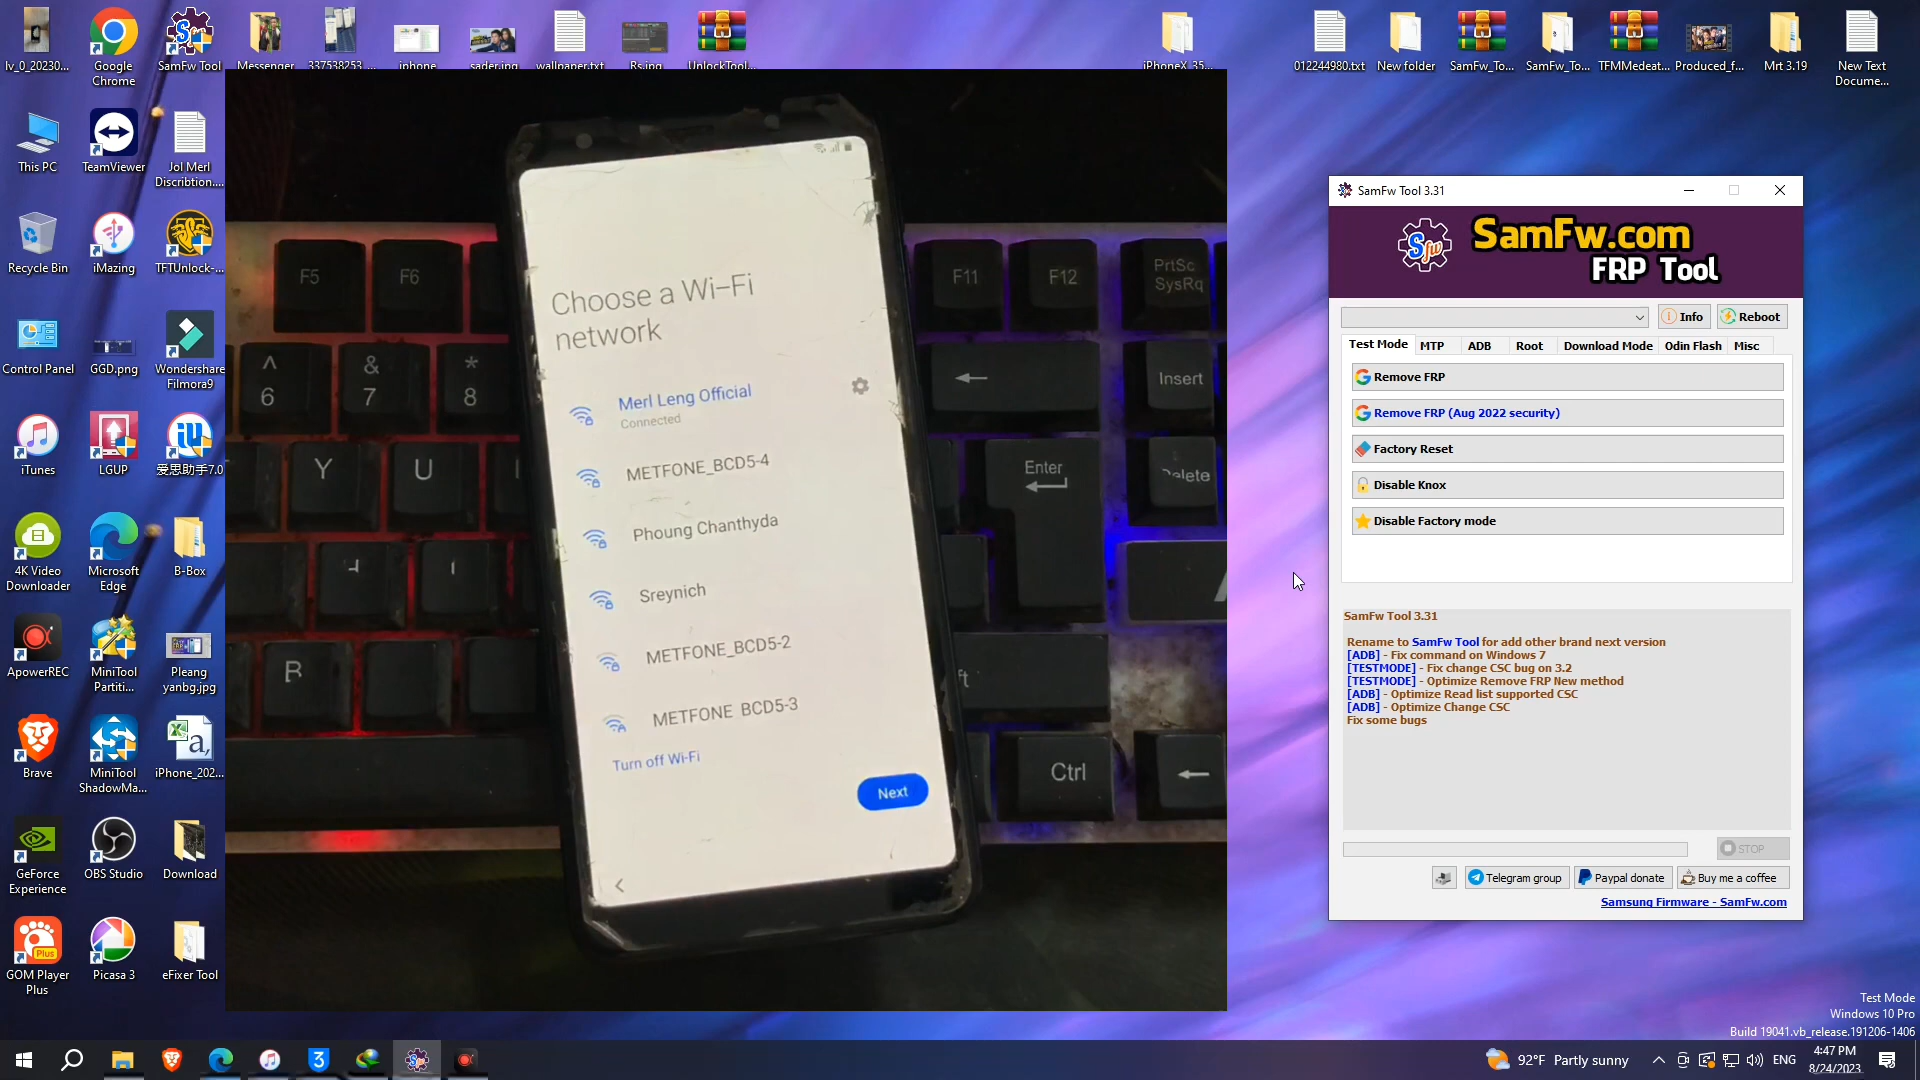 lv_0_20230...
Google
Chrome
SamFw Tool
Messenger
337538253_...
iphone
sader.jpg
wallpaper.txt
Rs.jpg
UnlockTool...
iPhoneX_35...
012244980.txt
New folder
SamFw_To...
SamFw_To...
TFMMedeat...
Produced_f...
Mrt 3.19
New Text
Docume...
This PC
TeamViewer
Jol Merl
Discribtion....
Recycle Bin
iMazing
TFTUnlock-...
Control Panel
GGD.png
Wondershare
Filmora9
iTunes
LGUP
爱思助手7.0
4K Video
Downloader
Microsoft
Edge
B-Box
ApowerREC
MiniTool
Partiti...
Pleang
yanbg.jpg
Brave
MiniTool
ShadowMa...
iPhone_202...
GeForce
Experience
OBS Studio
Download
GOM Player
Plus
Picasa 3
eFixer Tool
F5
F6
F11
F12
PrtSc
SysRq
^
6
&
7
*
8
Insert
Y
U
Enter
Delete
R
Ctrl
Choose a Wi-Fi
network
Merl Leng Official
Connected
METFONE_BCD5-4
Phoung Chanthyda
Sreynich
METFONE_BCD5-2
METFONE_BCD5-3
Turn off Wi-Fi
Next
SamFw Tool 3.31
Sfw
SamFw.com
FRP Tool
Info
Reboot
Test Mode
MTP
ADB
Root
Download Mode
Odin Flash
Misc
Remove FRP
Remove FRP (Aug 2022 security)
Factory Reset
Disable Knox
Disable Factory mode
SamFw Tool 3.31
Rename to SamFw Tool for add other brand next version
[ADB] - Fix command on Windows 7
[TESTMODE] - Fix change CSC bug on 3.2
[TESTMODE] - Optimize Remove FRP New method
[ADB] - Optimize Read list supported CSC
[ADB] - Optimize Change CSC
Fix some bugs
STOP
Telegram group
Paypal donate
Buy me a coffee
Samsung Firmware - SamFw.com
Test Mode
Windows 10 Pro
Build 19041.vb_release.191206-1406
92°F Partly sunny
ENG
4:47 PM
8/24/2023